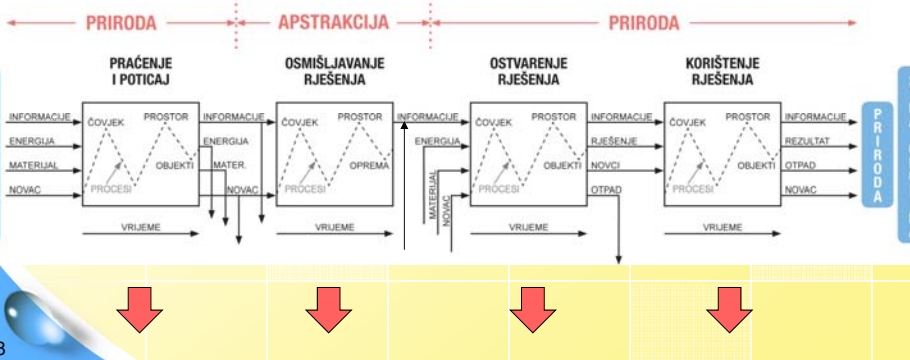 PRIRODA
APSTRAKCIJA
PRIRODA
PRAĆENJE
I POTICAJ
OSMIŠLJAVANJE
RJEŠENJA
OSTVARENJE
RJEŠENJA
KORIŠTENJE
RJEŠENJA
INFORMACIJE
ENERGIJA
MATERIJAL
NOVAC
ČOVJEK
PROSTOR
OBJEKTI
PROCESI
VRIJEME
INFORMACIJE
ENERGIJA
MATER.
NOVAC
ČOVJEK
PROSTOR
OPREMA
PROCESI
VRIJEME
INFORMACIJE
ENERGIJA
MATERIJAL
NOVAC
ČOVJEK
PROSTOR
OBJEKTI
PROCESI
VRIJEME
INFORMACIJE
RJEŠENJE
NOVCI
OTPAD
ČOVJEK
PROSTOR
OBJEKTI
PROCESI
VRIJEME
INFORMACIJE
REZULTAT
OTPAD
NOVAC
PRIRODA
3